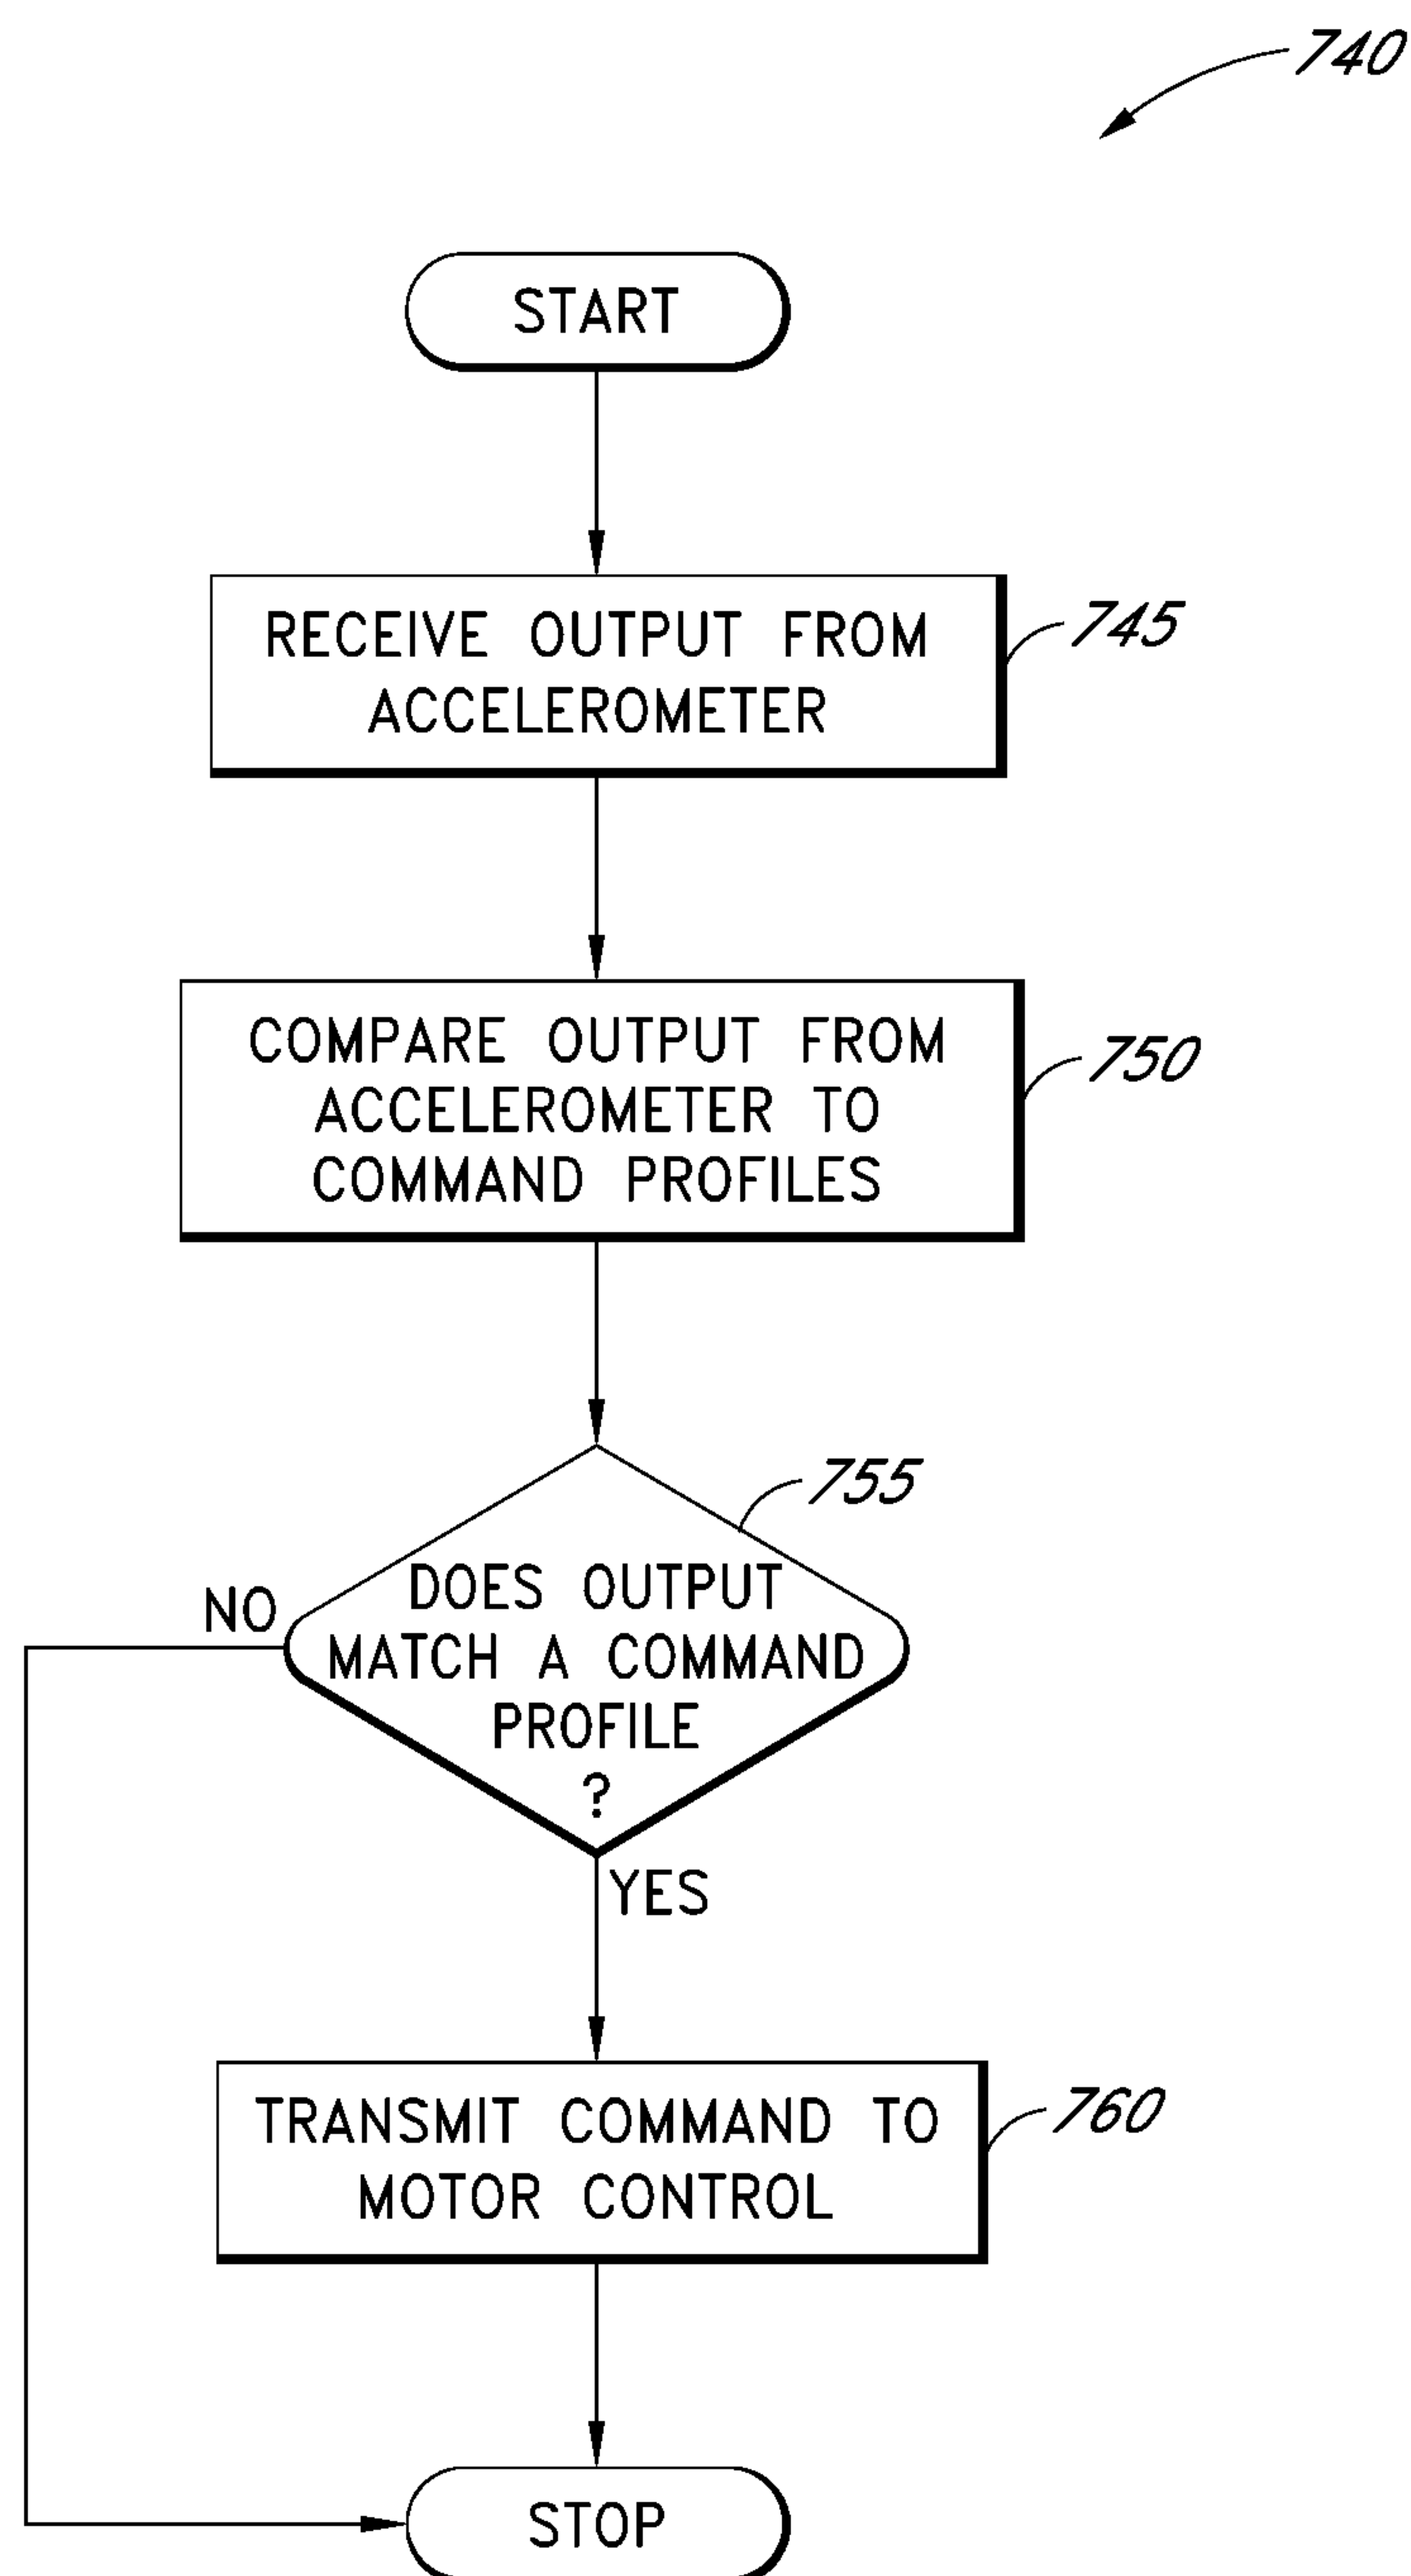 740
START
RECEIVE OUTPUT FROM
ACCELEROMETER
745
COMPARE OUTPUT FROM
ACCELEROMETER TO
COMMAND PROFILES
750
755
DOES OUTPUT
MATCH A COMMAND
PROFILE
?
NO
YES
TRANSMIT COMMAND TO
MOTOR CONTROL
760
STOP